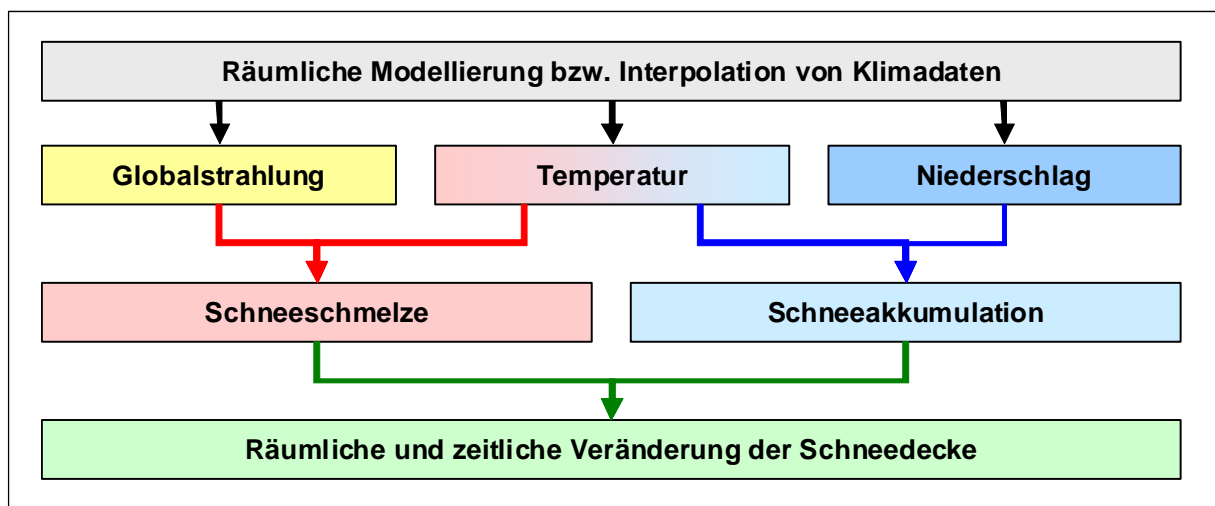 Räumliche Modellierung bzw. Interpolation von Klimadaten
Globalstrahlung
Temperatur
Niederschlag
Schneeschmelze
Schneeakkumulation
Räumliche und zeitliche Veränderung der Schneedecke